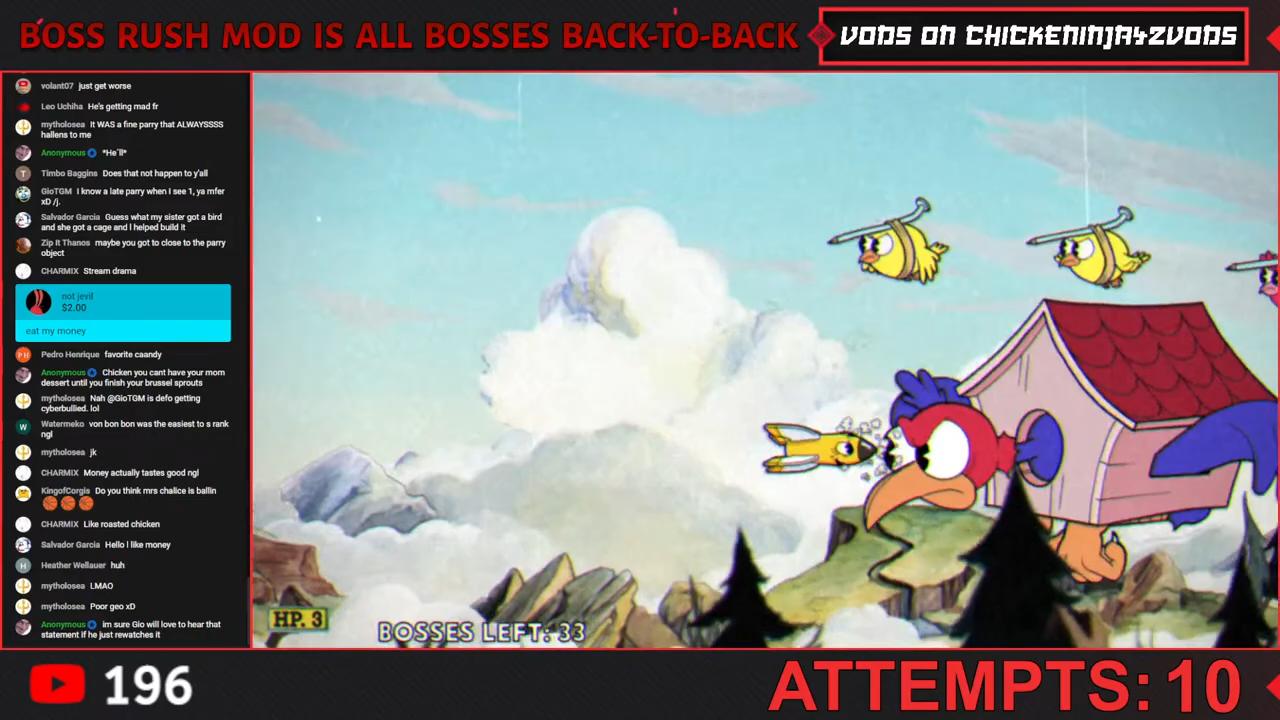 BOSS RUSH MOD IS ALL BOSSES BACK-TO-BACK
VODS ON CHICKENINJA42VODS
volant07 just get worse
Leo Uchiha He's getting mad fr
mytholosea It WAS a fine parry that ALWAYSSSS
hallens to me
Anonymous *He'll*
T
Timbo Baggins Does that not happen to y'all
GioTGM I know a late parry when I see 1, ya mfer
xD /j.
Salvador Garcia Guess what my sister got a bird
and she got a cage and I helped build it
Zip It Thanos maybe you got to close to the parry
object
CHARMIX Stream drama
not jevil
$2.00
eat my money
PH
Pedro Henrique favorite caandy
Anonymous Chicken you cant have your mom
dessert until you finish your brussel sprouts
mytholosea Nah @GioTGM is defo getting
cyberbullied. lol
W
Watermeko von bon bon was the easiest to s rank
ngl
mytholosea jk
CHARMIX Money actually tastes good ngl
KingofCorgis Do you think mrs chalice is ballin
CHARMIX Like roasted chicken
Salvador Garcia Hello I like money
H
Heather Wellauer huh
mytholosea LMAO
mytholosea Poor geo xD
Anonymous im sure Gio will love to hear that
statement if he just rewatches it
HP. 3
BOSSES LEFT: 33
196
ATTEMPTS: 10